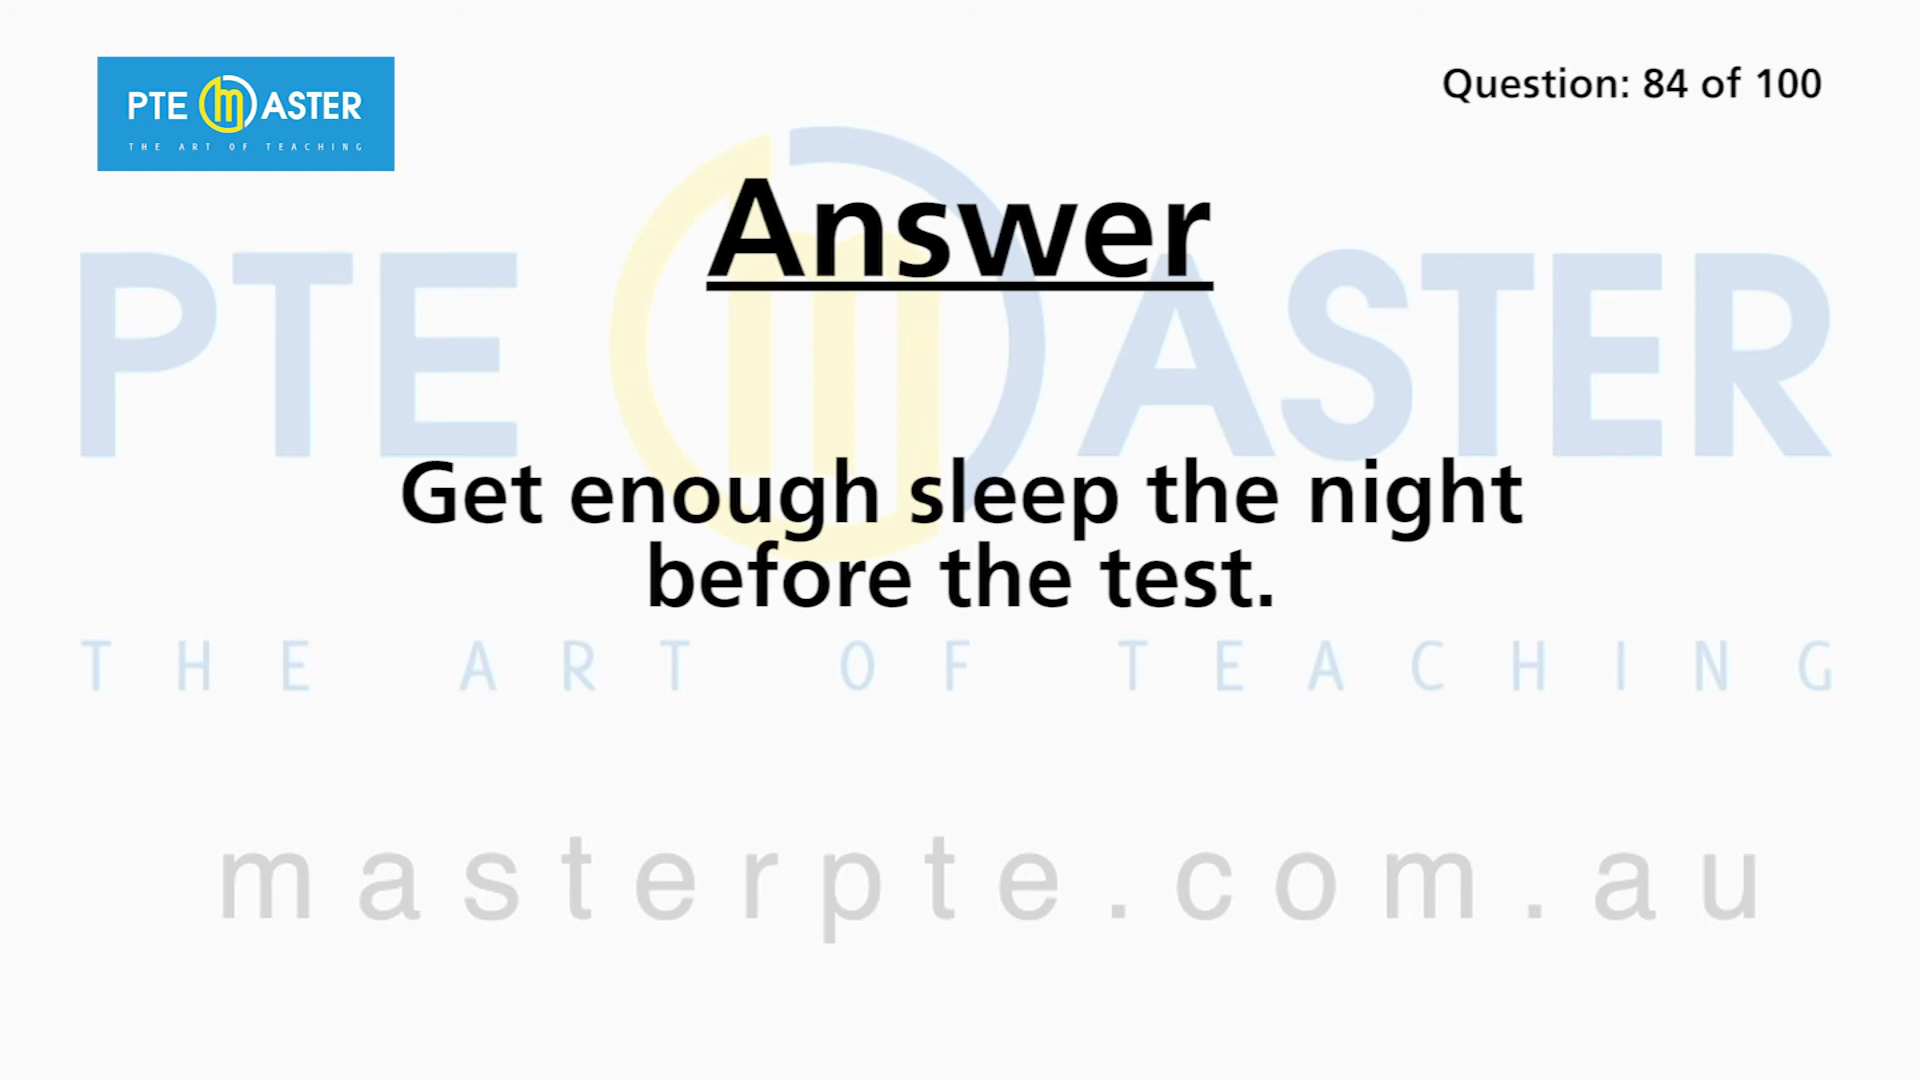 PTE MASTER
THE ART OF TEACHING
Question: 84 of 100
Answer
PTE MASTER
Get enough sleep the night
before the test.
THE ART OF TEACHING
masterpte.com.au